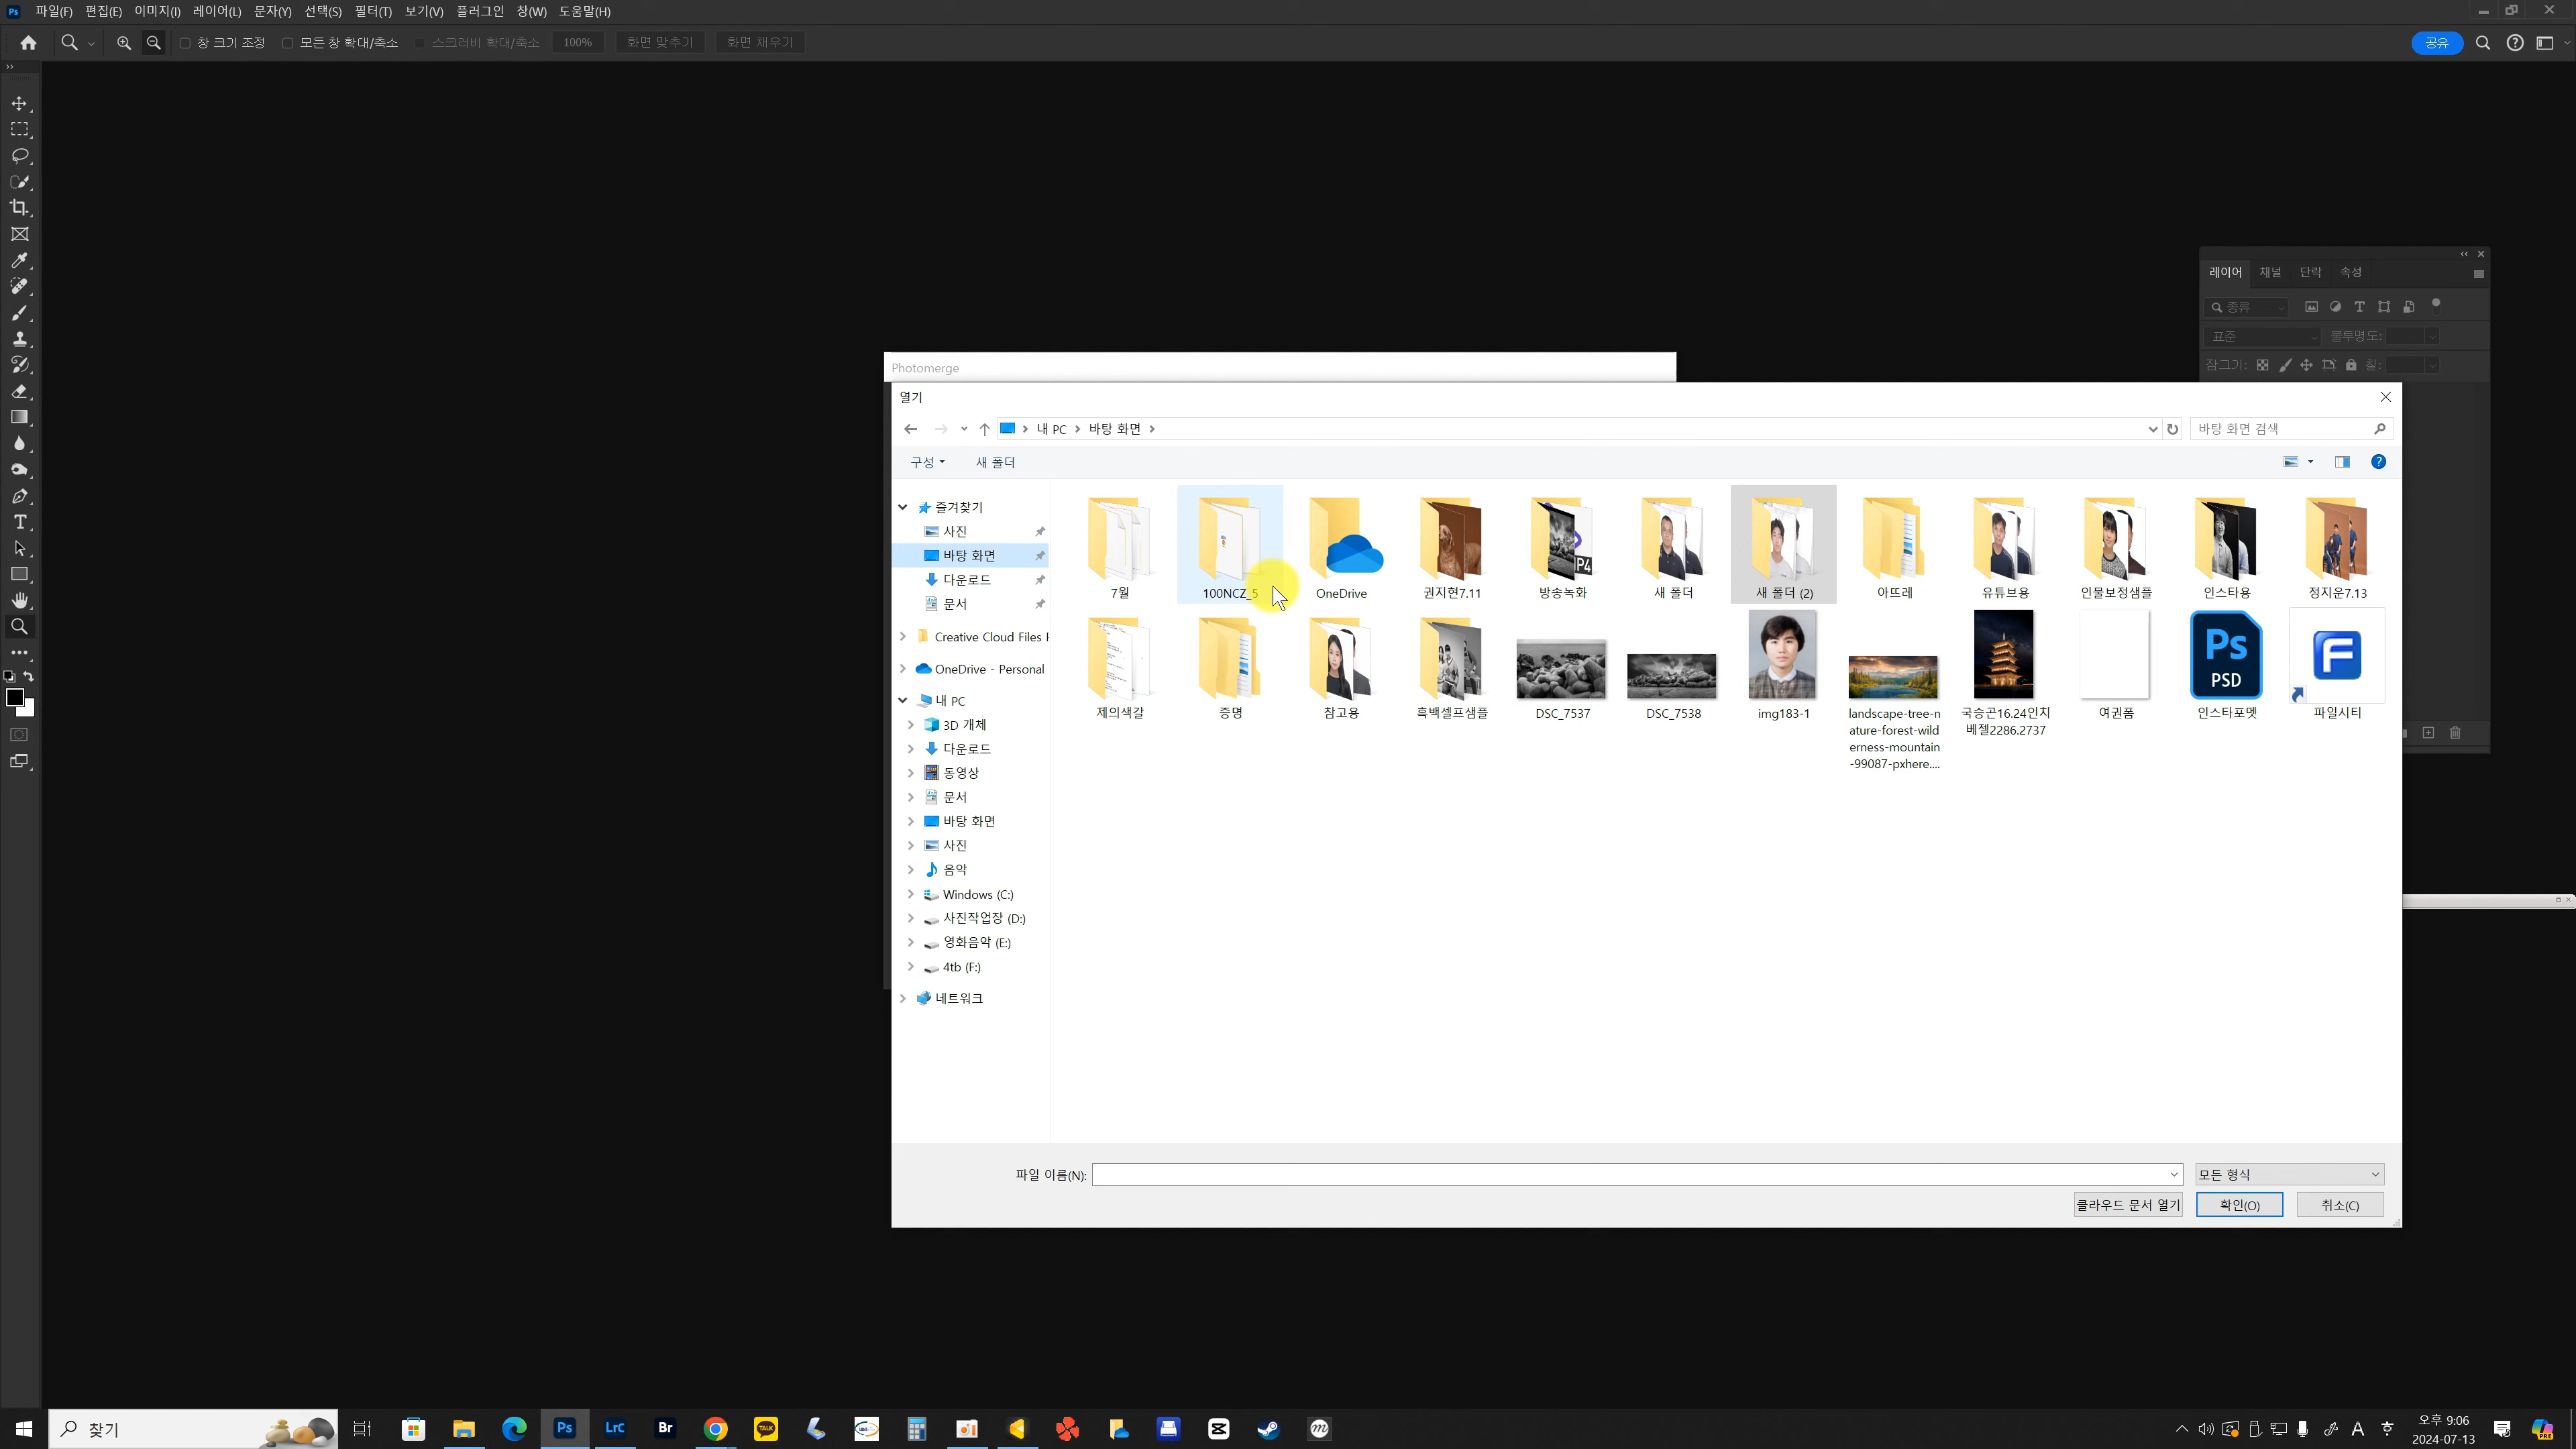 Ps 파일(F) 편집(E) 이미지(I) 레이어(L) 문자(Y) 선택(S) 필터(T) 보기(V) 플러그인 창(W) 도움말(H)
창 크기 조정 모든 창 확대/축소 스크러비 확대/축소 100% 화면 맞추기 화면 채우기 공유
레이어 채널 단락 속성
종류
표준 불투명도:
잠그기: 칠:
Photomerge
열기
내 PC 바탕 화면 바탕 화면 검색
구성 새 폴더
즐겨찾기
사진
바탕 화면
다운로드
문서
Creative Cloud Files
OneDrive - Personal
내 PC
3D 개체
다운로드
동영상
문서
바탕 화면
사진
음악
Windows (C:)
사진작업장 (D:)
영화음악 (E:)
4tb (F:)
네트워크
7월 100NCZ_5 OneDrive 권지현7.11 방송녹화 새 폴더 새 폴더 (2) 아뜨레 유튜브용 인물보정샘플 인스타용 정지운7.13
P4
Ps
PSD
제의색갈 증명 참고용 흑백셀프샘플 DSC_7537 DSC_7538 img183-1 landscape-tree-n 국승곤16.24인치 여권폼 인스타포멧 파일시티
ature-forest-wild 베젤2286.2737
erness-mountain
-99087-pxhere....
파일 이름(N): 모든 형식
클라우드 문서 열기 확인(O) 취소(C)
찾기 Ps LrC Br TALK A 오후 9:06
2024-07-13
PRE